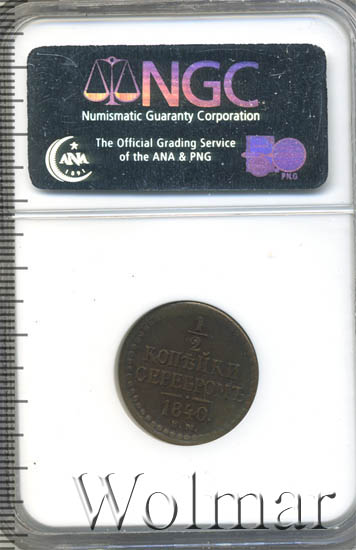 NGC
Numismatic Guaranty Corporation
The Official Grading Service
of the ANA & PNG
ANA
1891
PNG
1
2
КОПѢЙКИ
СЕРЕБРОМЪ
1840.
Wolmar